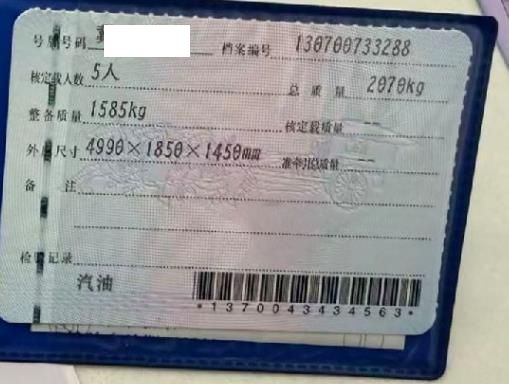 号牌号码 档案编号 130700733288
核定载人数 5人 总质量 2070kg
整备质量 1585kg 核定载质量 --
外廓尺寸 4990×1850×1450mm 准牵引总质量 --
备注
检验记录
汽油
*1370043434563*